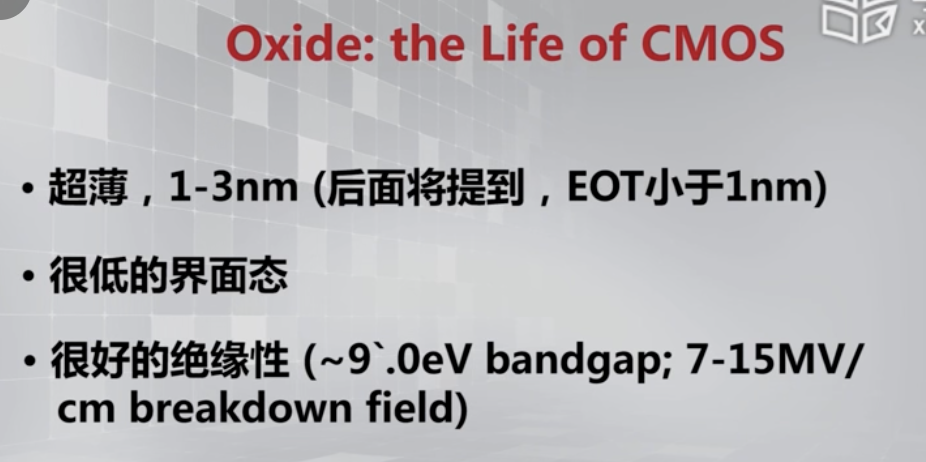 Oxide: the Life of CMOS
• 超薄，1-3nm (后面将提到，EOT小于1nm)
• 很低的界面态
• 很好的绝缘性 (~9`.0eV bandgap; 7-15MV/
cm breakdown field)